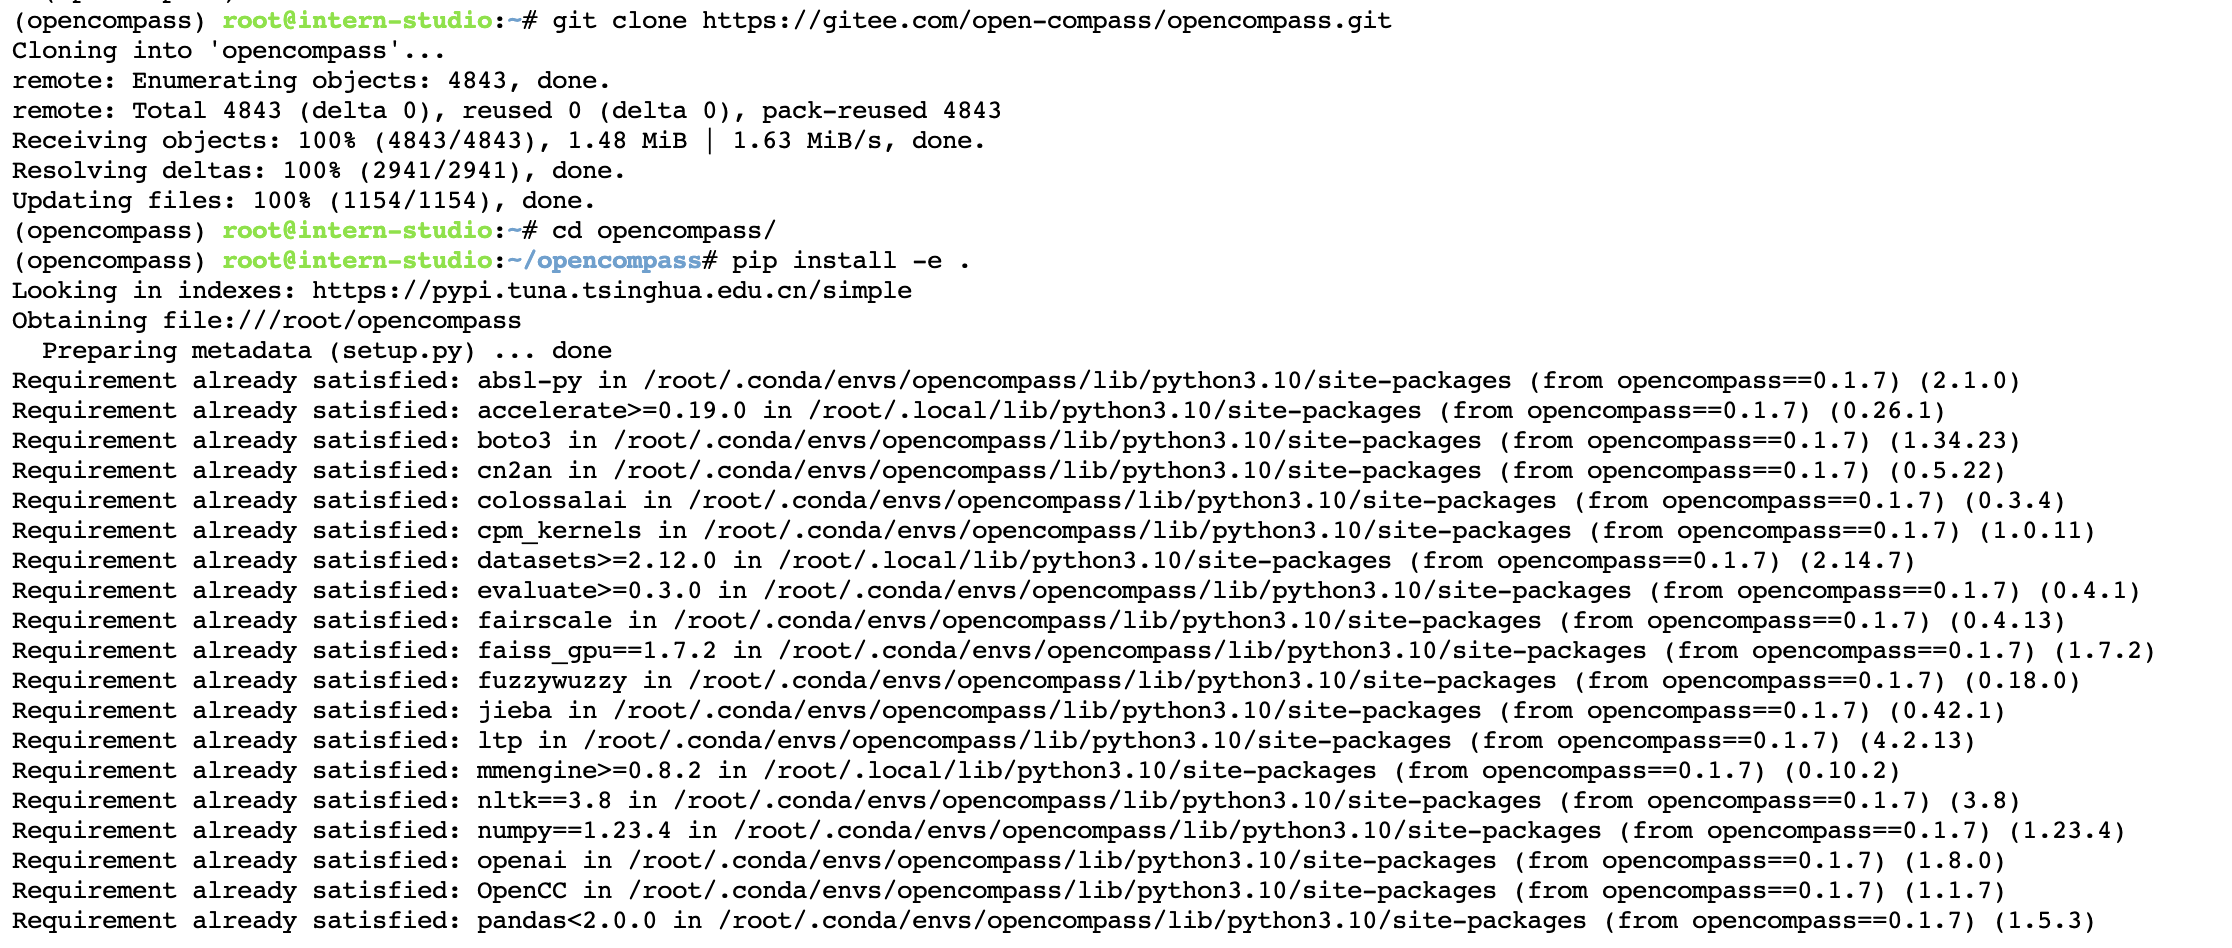 (opencompass) root@intern-studio:~# git clone https://gitee.com/open-compass/opencompass.git
Cloning into 'opencompass'...
remote: Enumerating objects: 4843, done.
remote: Total 4843 (delta 0), reused 0 (delta 0), pack-reused 4843
Receiving objects: 100% (4843/4843), 1.48 MiB | 1.63 MiB/s, done.
Resolving deltas: 100% (2941/2941), done.
Updating files: 100% (1154/1154), done.
(opencompass) root@intern-studio:~# cd opencompass/
(opencompass) root@intern-studio:~/opencompass# pip install -e .
Looking in indexes: https://pypi.tuna.tsinghua.edu.cn/simple
Obtaining file:///root/opencompass
  Preparing metadata (setup.py) ... done
Requirement already satisfied: absl-py in /root/.conda/envs/opencompass/lib/python3.10/site-packages (from opencompass==0.1.7) (2.1.0)
Requirement already satisfied: accelerate>=0.19.0 in /root/.local/lib/python3.10/site-packages (from opencompass==0.1.7) (0.26.1)
Requirement already satisfied: boto3 in /root/.conda/envs/opencompass/lib/python3.10/site-packages (from opencompass==0.1.7) (1.34.23)
Requirement already satisfied: cn2an in /root/.conda/envs/opencompass/lib/python3.10/site-packages (from opencompass==0.1.7) (0.5.22)
Requirement already satisfied: colossalai in /root/.conda/envs/opencompass/lib/python3.10/site-packages (from opencompass==0.1.7) (0.3.4)
Requirement already satisfied: cpm_kernels in /root/.conda/envs/opencompass/lib/python3.10/site-packages (from opencompass==0.1.7) (1.0.11)
Requirement already satisfied: datasets>=2.12.0 in /root/.local/lib/python3.10/site-packages (from opencompass==0.1.7) (2.14.7)
Requirement already satisfied: evaluate>=0.3.0 in /root/.conda/envs/opencompass/lib/python3.10/site-packages (from opencompass==0.1.7) (0.4.1)
Requirement already satisfied: fairscale in /root/.conda/envs/opencompass/lib/python3.10/site-packages (from opencompass==0.1.7) (0.4.13)
Requirement already satisfied: faiss_gpu==1.7.2 in /root/.conda/envs/opencompass/lib/python3.10/site-packages (from opencompass==0.1.7) (1.7.2)
Requirement already satisfied: fuzzywuzzy in /root/.conda/envs/opencompass/lib/python3.10/site-packages (from opencompass==0.1.7) (0.18.0)
Requirement already satisfied: jieba in /root/.conda/envs/opencompass/lib/python3.10/site-packages (from opencompass==0.1.7) (0.42.1)
Requirement already satisfied: ltp in /root/.conda/envs/opencompass/lib/python3.10/site-packages (from opencompass==0.1.7) (4.2.13)
Requirement already satisfied: mmengine>=0.8.2 in /root/.local/lib/python3.10/site-packages (from opencompass==0.1.7) (0.10.2)
Requirement already satisfied: nltk==3.8 in /root/.conda/envs/opencompass/lib/python3.10/site-packages (from opencompass==0.1.7) (3.8)
Requirement already satisfied: numpy==1.23.4 in /root/.conda/envs/opencompass/lib/python3.10/site-packages (from opencompass==0.1.7) (1.23.4)
Requirement already satisfied: openai in /root/.conda/envs/opencompass/lib/python3.10/site-packages (from opencompass==0.1.7) (1.8.0)
Requirement already satisfied: OpenCC in /root/.conda/envs/opencompass/lib/python3.10/site-packages (from opencompass==0.1.7) (1.1.7)
Requirement already satisfied: pandas<2.0.0 in /root/.conda/envs/opencompass/lib/python3.10/site-packages (from opencompass==0.1.7) (1.5.3)